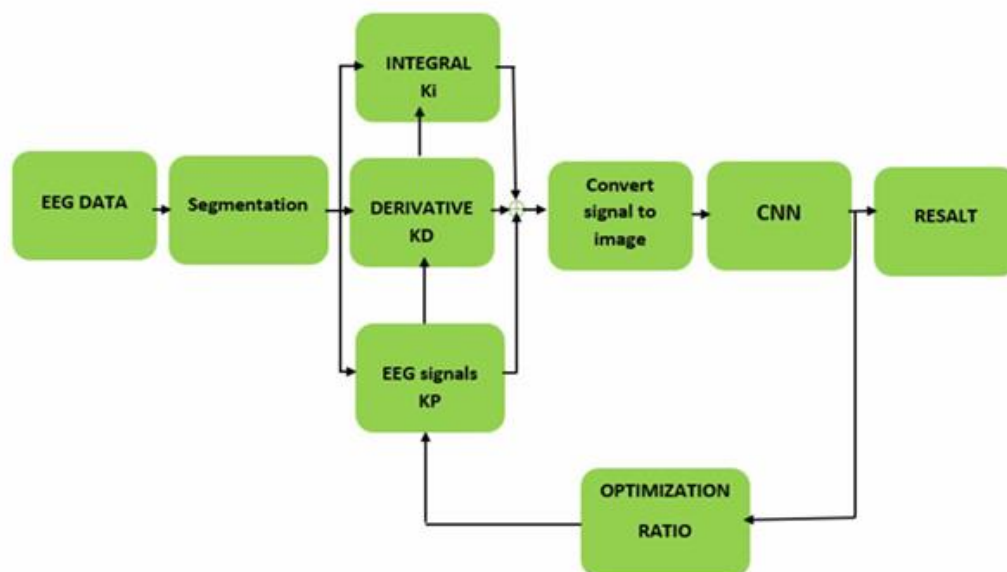 INTEGRAL
Ki
EEG DATA
Segmentation
DERIVATIVE
KD
Convert
signal to
image
CNN
RESALT
EEG signals
KP
OPTIMIZATION
RATIO